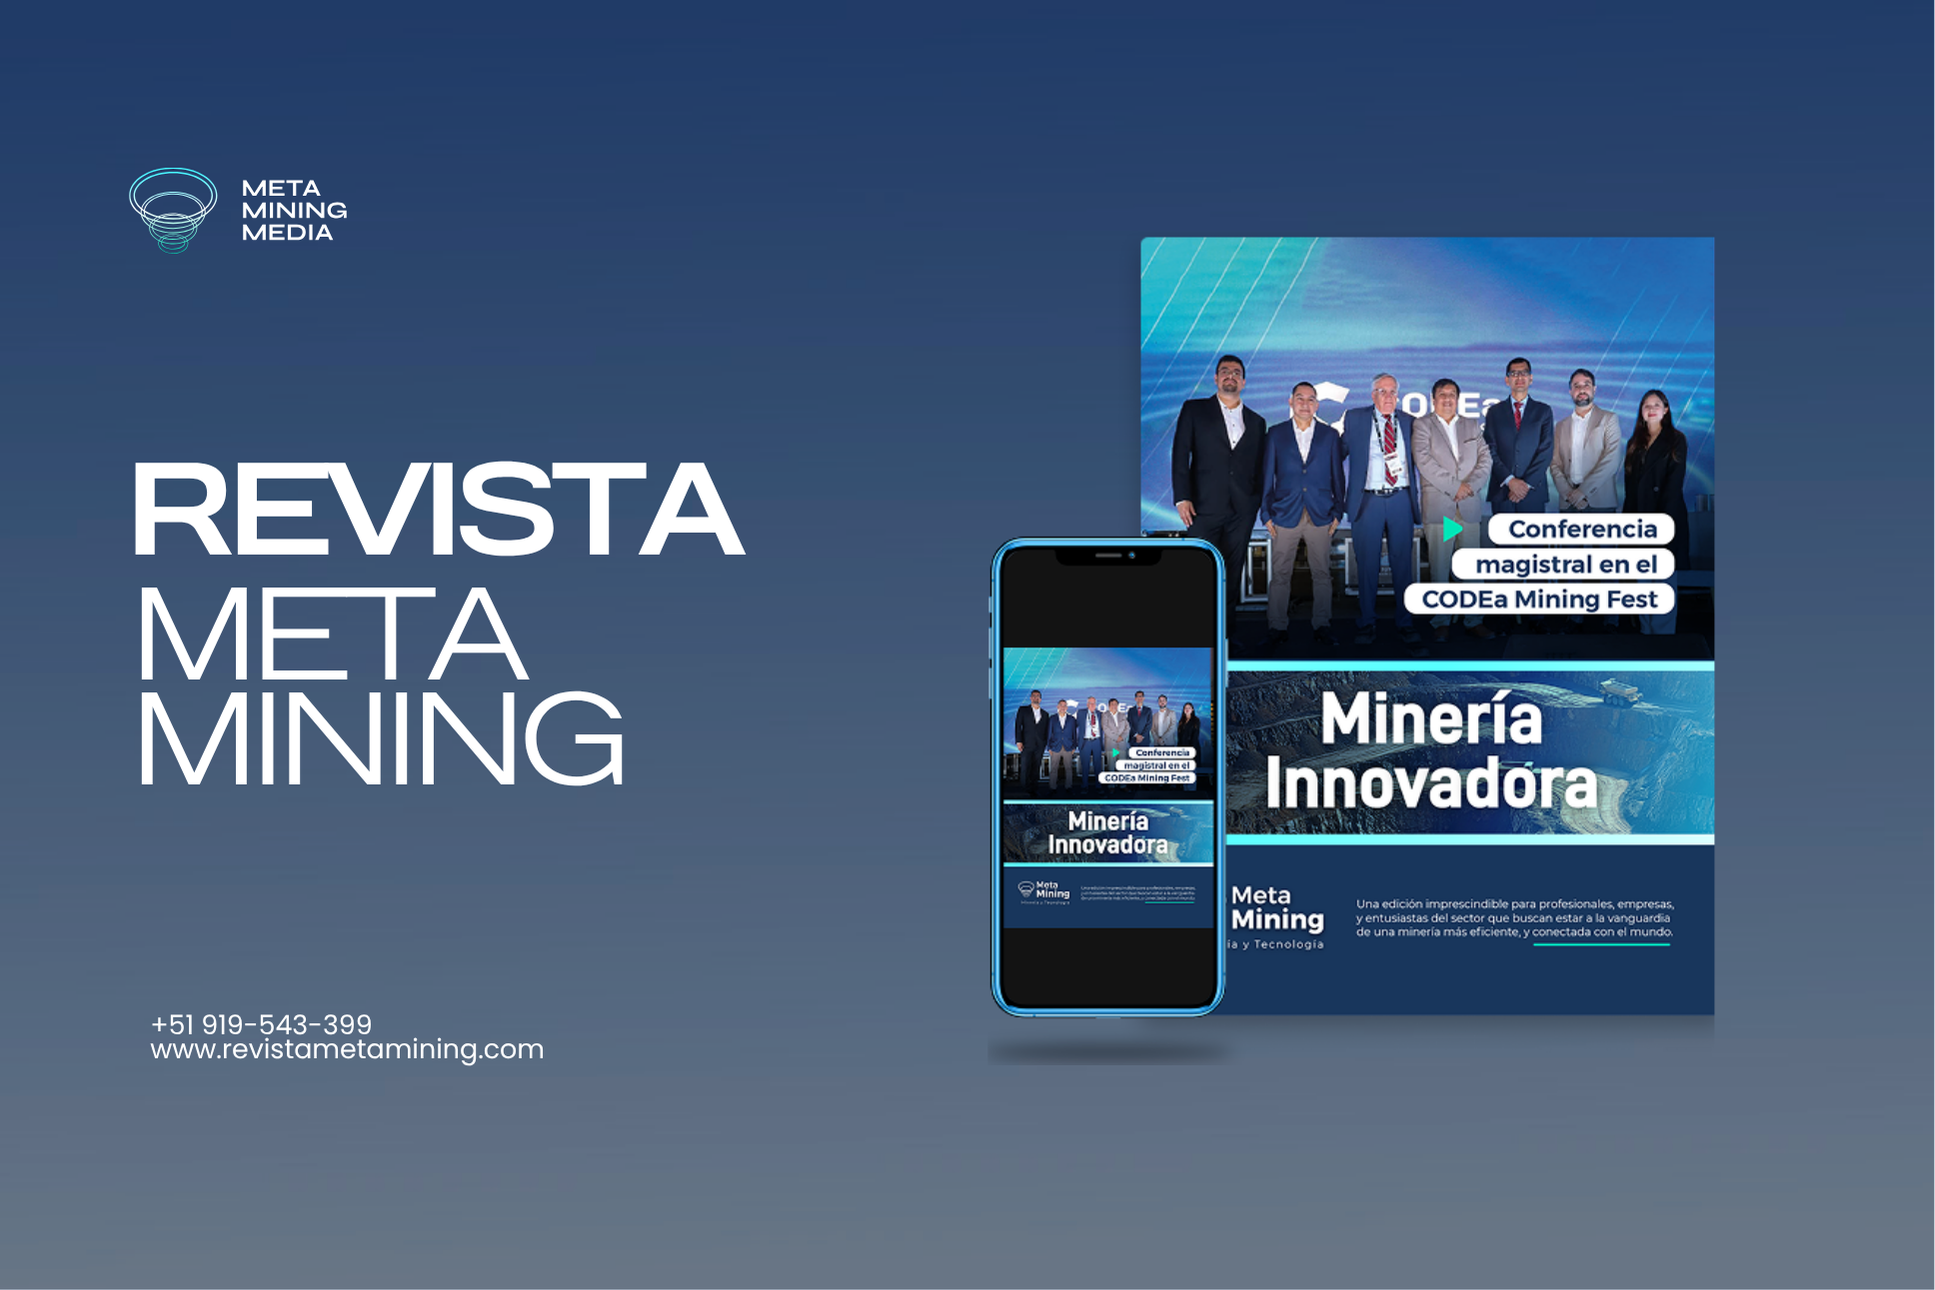 META
MINING
MEDIA
REVISTA
META
MINING
+51 919-543-399
www.revistametamining.com
Conferencia
magistral en el
CODEa Mining Fest
Minería
Innovadora
Meta
Mining
ía y Tecnología
Una edición imprescindible para profesionales, empresas,
y entusiastas del sector que buscan estar a la vanguardia
de una minería más eficiente, y conectada con el mundo.
Conferencia
magistral en el
CODEa Mining Fest
Minería
Innovadora
Meta
Mining
Minería y Tecnología